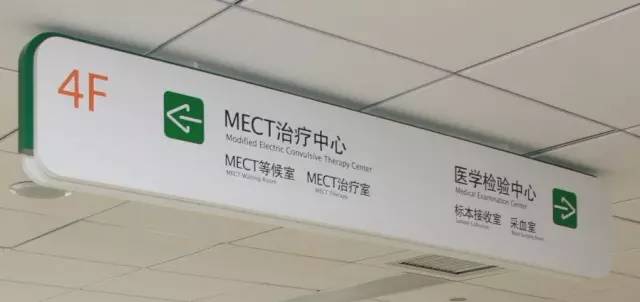 4F
MECT治疗中心
Modified Electric Convulsive Therapy Center
MECT等候室 MECT治疗室
MECT Waiting Room MECT Therapy
医学检验中心
Medical Examination Center
标本接收室 采血室